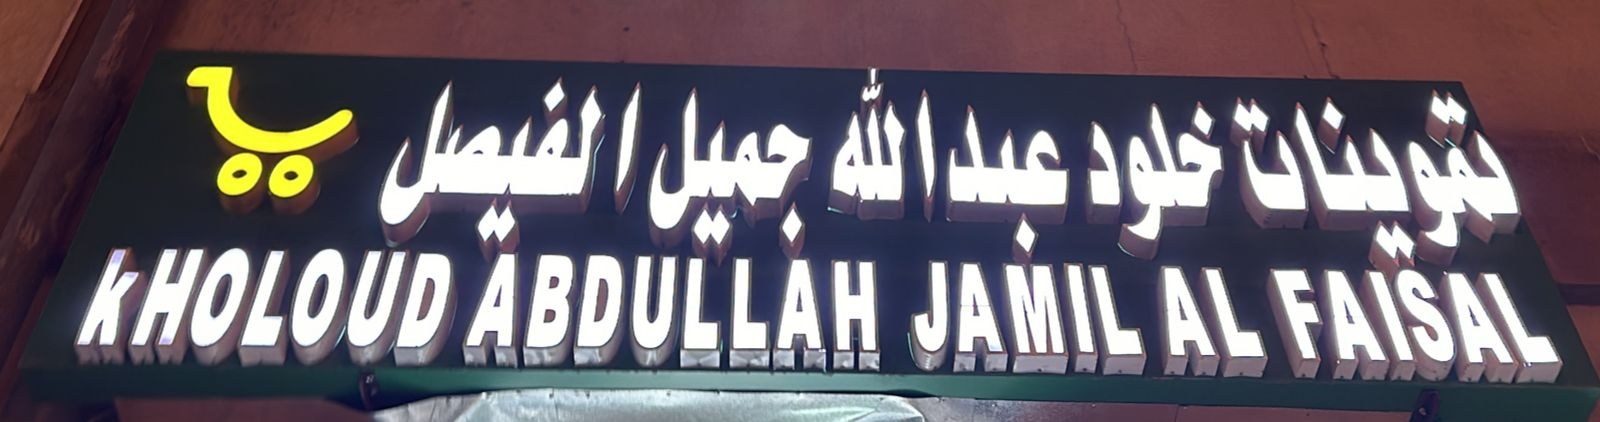 تموينات خلود عبدالله جميل الفيصل
kHOLOUD ABDULLAH JAMIL AL FAISAL